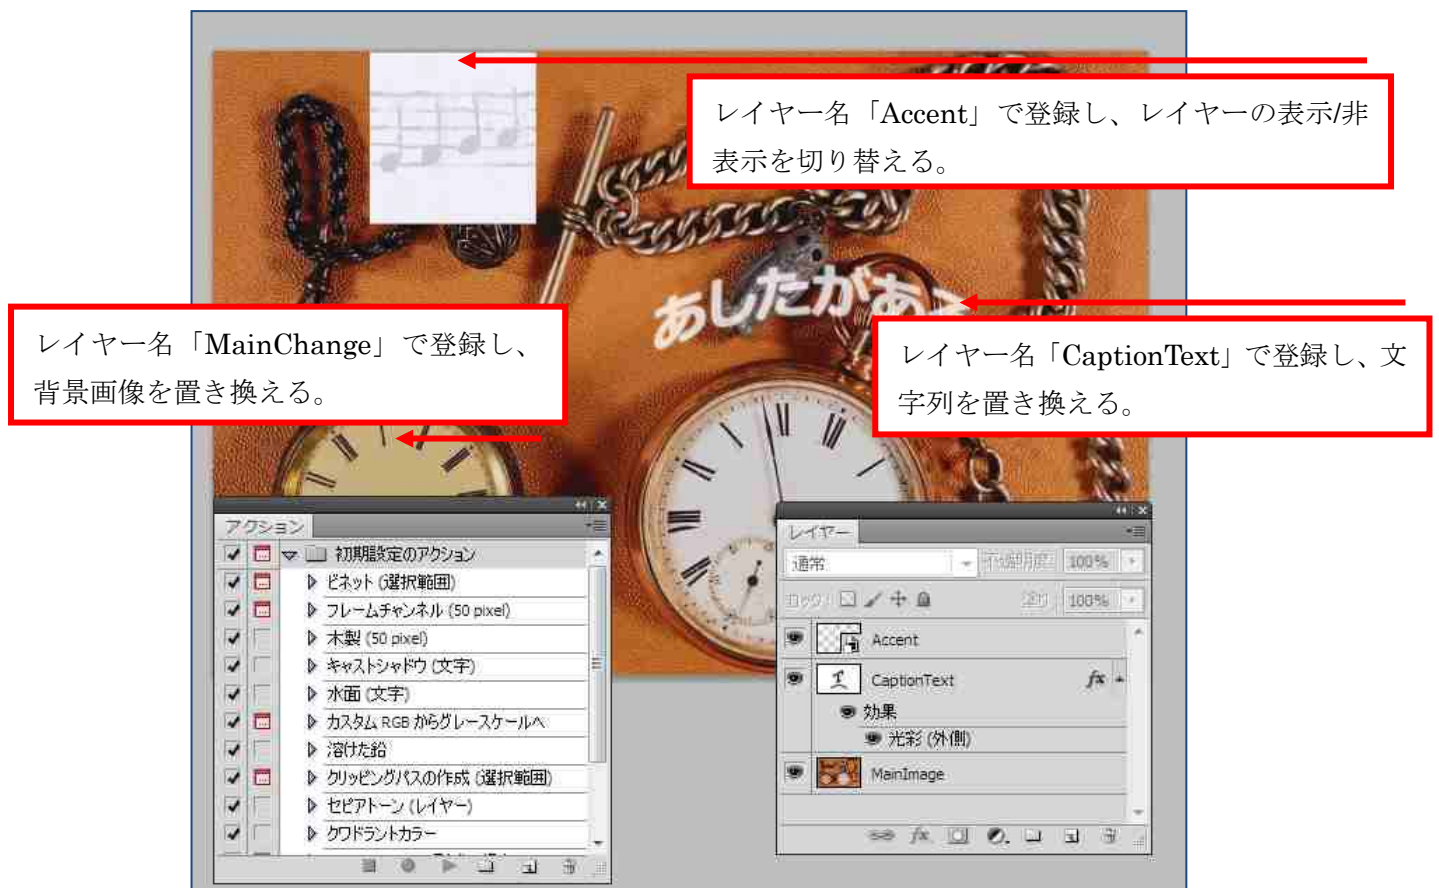 レイヤー名「Accent」で登録し、レイヤーの表示/非
表示を切り替える。
あしたがある
レイヤー名「MainChange」で登録し、
背景画像を置き換える。
レイヤー名「CaptionText」で登録し、文
字列を置き換える。
アクション
初期設定のアクション
ビネット (選択範囲)
フレームチャンネル (50 pixel)
木製 (50 pixel)
キャストシャドウ (文字)
水面 (文字)
カスタム RGB からグレースケールへ
溶けた鉛
クリッピングパスの作成 (選択範囲)
セピアトーン (レイヤー)
クワドラントカラー
レイヤー
通常 不透明度: 100%
ロック: 塗り: 100%
Accent
CaptionText fx
効果
光彩 (外側)
MainImage